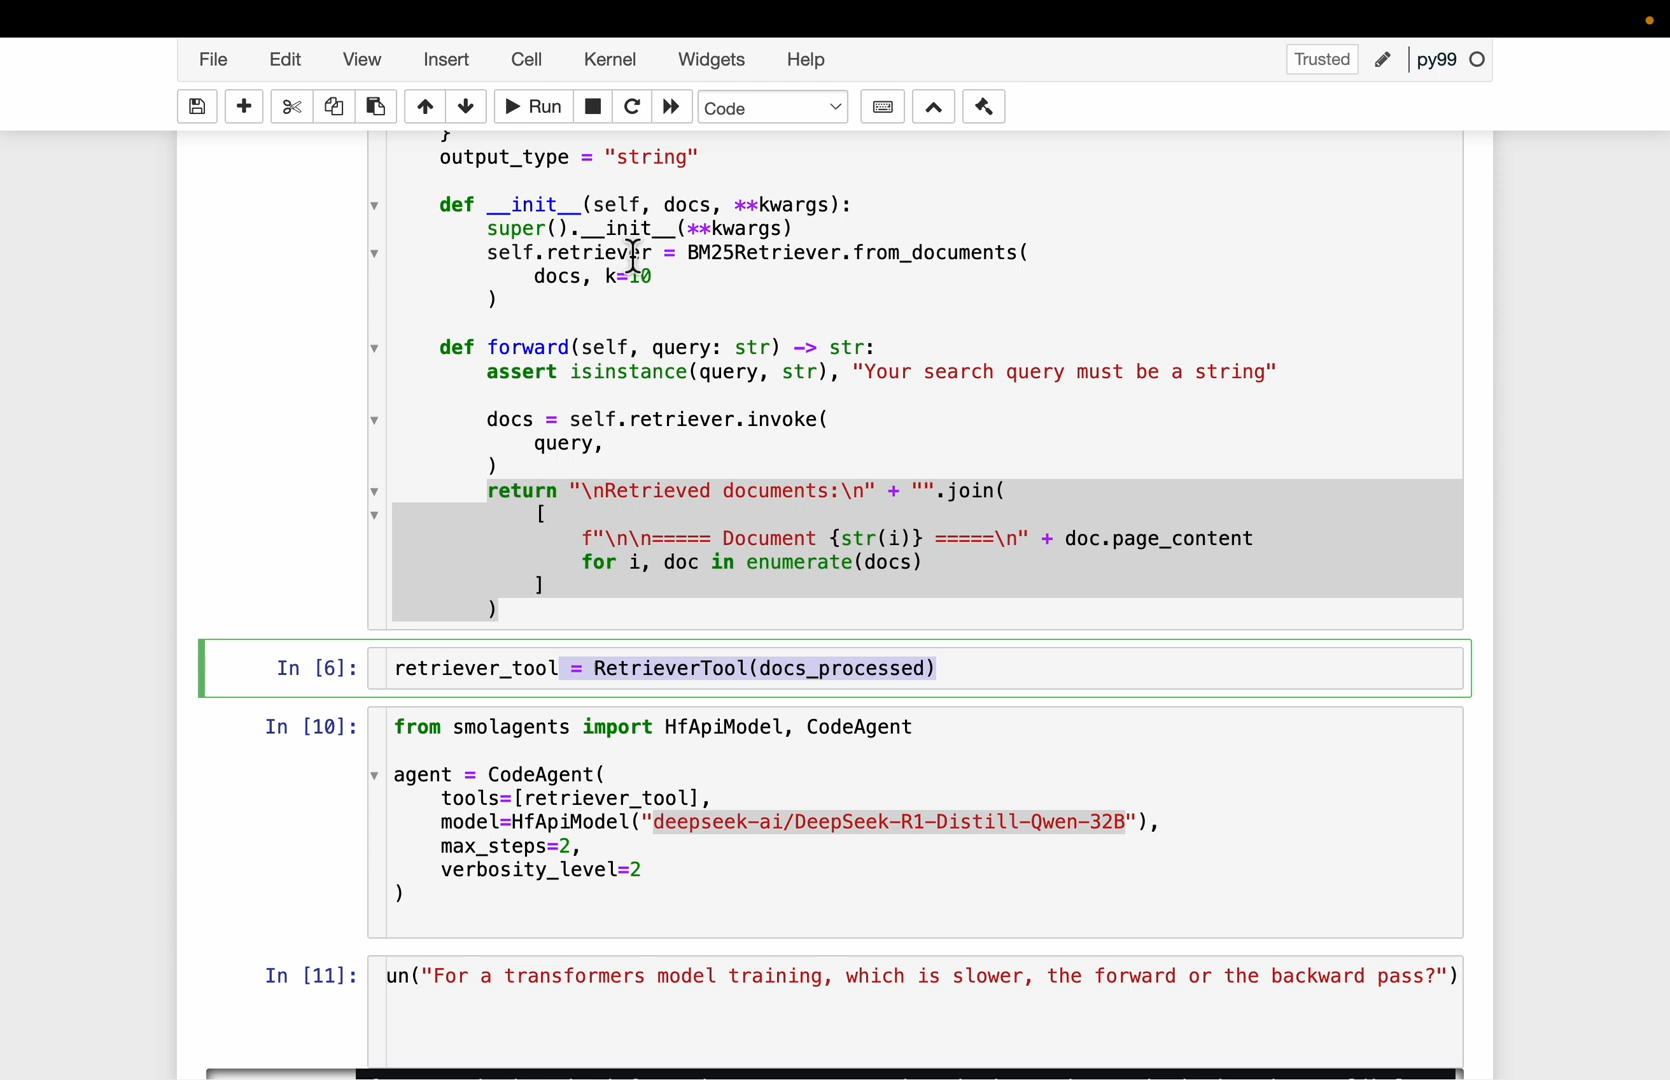 File Edit View Insert Cell Kernel Widgets Help Trusted py99
Run Code
}
output_type = "string"
def __init__(self, docs, **kwargs):
super().__init__(**kwargs)
self.retriever = BM25Retriever.from_documents(
docs, k=10
)
def forward(self, query: str) -> str:
assert isinstance(query, str), "Your search query must be a string"
docs = self.retriever.invoke(
query,
)
return "\nRetrieved documents:\n" + "".join(
[
f"\n\n===== Document {str(i)} =====\n" + doc.page_content
for i, doc in enumerate(docs)
]
)
In [6]: retriever_tool = RetrieverTool(docs_processed)
In [10]: from smolagents import HfApiModel, CodeAgent
agent = CodeAgent(
tools=[retriever_tool],
model=HfApiModel("deepseek-ai/DeepSeek-R1-Distill-Qwen-32B"),
max_steps=2,
verbosity_level=2
)
In [11]: un("For a transformers model training, which is slower, the forward or the backward pass?")